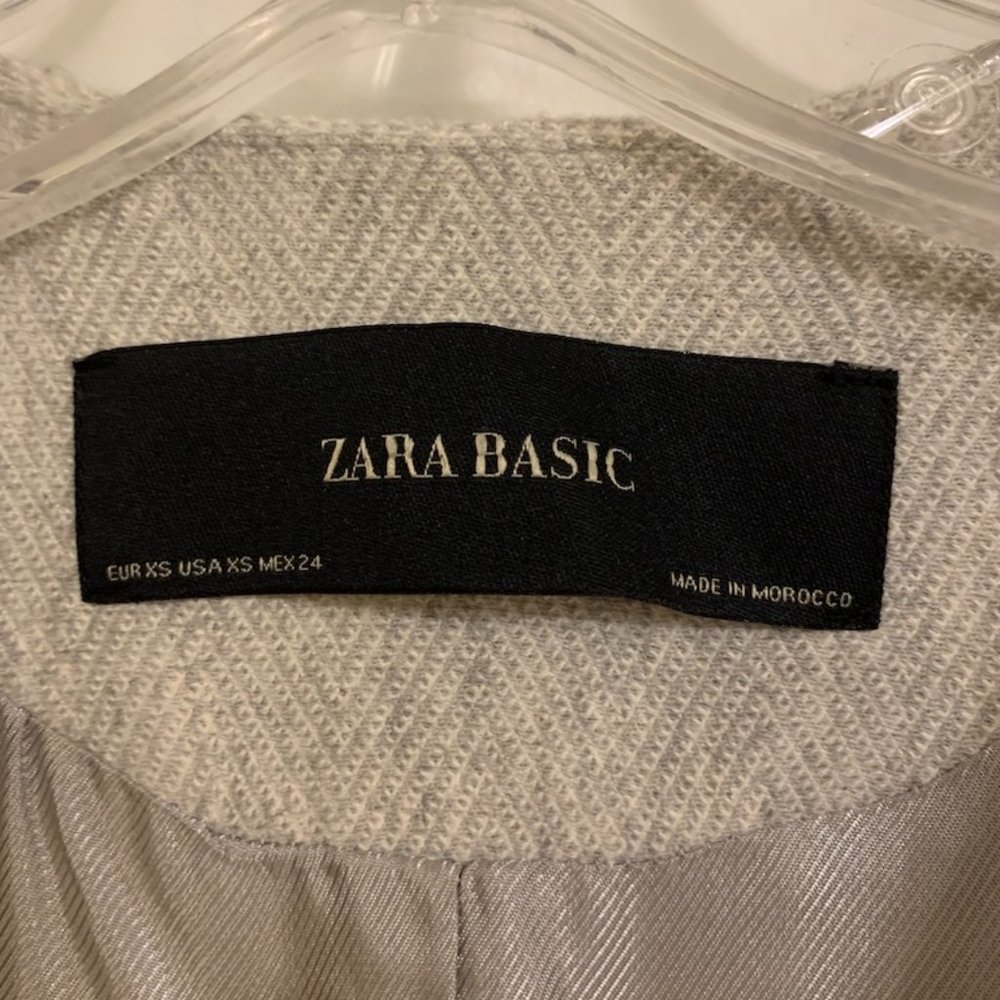 ZARA BASIC
EUR XS USA XS MEX 24
MADE IN MOROCCO